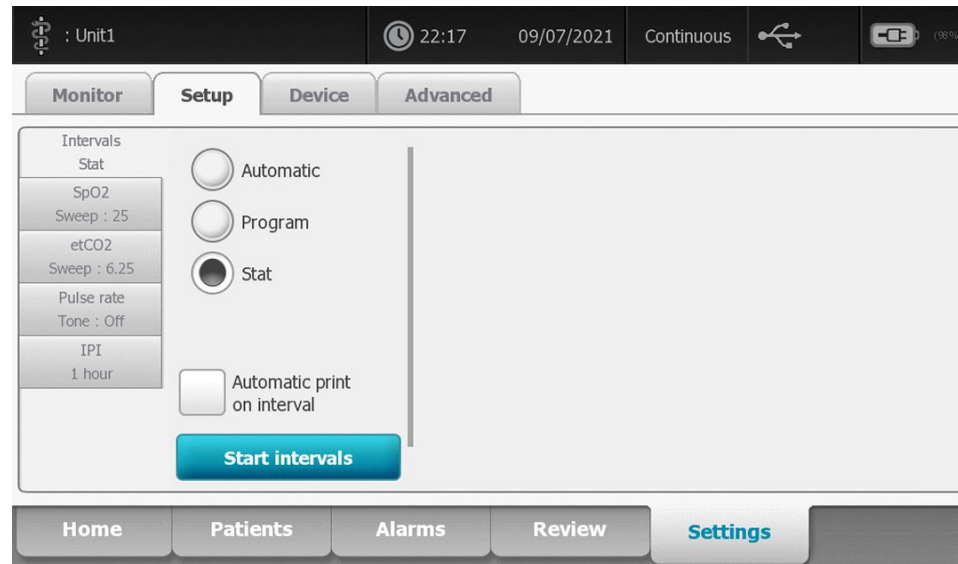 : Unit1
22:17
09/07/2021
Continuous
(98%
Monitor
Setup
Device
Advanced
Intervals
Stat
SpO2
Sweep : 25
etCO2
Sweep : 6.25
Pulse rate
Tone : Off
IPI
1 hour
Automatic
Program
Stat
Automatic print
on interval
Start intervals
Home
Patients
Alarms
Review
Settings